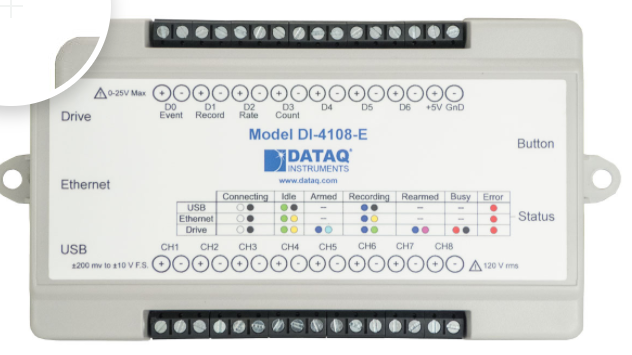 0-25V Max + - + - + - + - + - + - + - + -
D0 D1 D2 D3 D4 D5 D6 +5V GnD
Event Record Rate Count
Drive
Model DI-4108-E
Button
DATAQ
INSTRUMENTS
www.dataq.com
Ethernet
Connecting Idle Armed Recording Rearmed Busy Error
USB -- -- --
Ethernet -- -- --
Drive
Status
USB
CH1 CH2 CH3 CH4 CH5 CH6 CH7 CH8
±200 mv to ±10 V F.S. + - + - + - + - + - + - + - + - 120 V rms